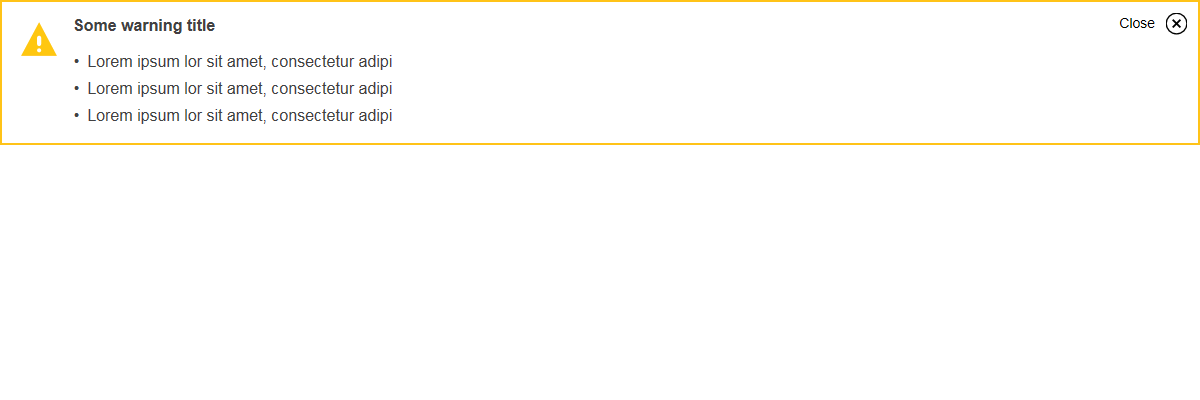 Some warning title
Close
• Lorem ipsum lor sit amet, consectetur adipi
• Lorem ipsum lor sit amet, consectetur adipi
• Lorem ipsum lor sit amet, consectetur adipi